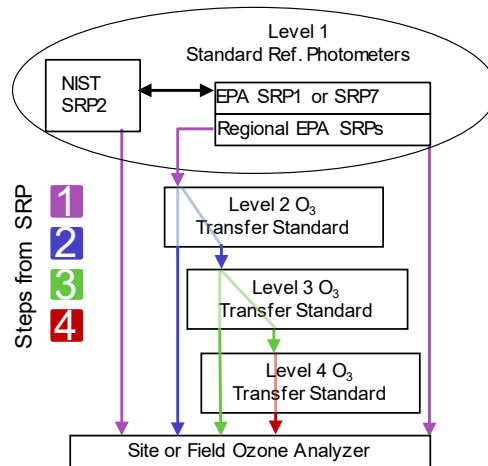 Level 1
Standard Ref. Photometers
NIST
SRP2
EPA SRP1 or SRP7
Regional EPA SRPs
Steps from SRP
1
2
3
4
Level 2 O₃
Transfer Standard
Level 3 O₃
Transfer Standard
Level 4 O₃
Transfer Standard
Site or Field Ozone Analyzer